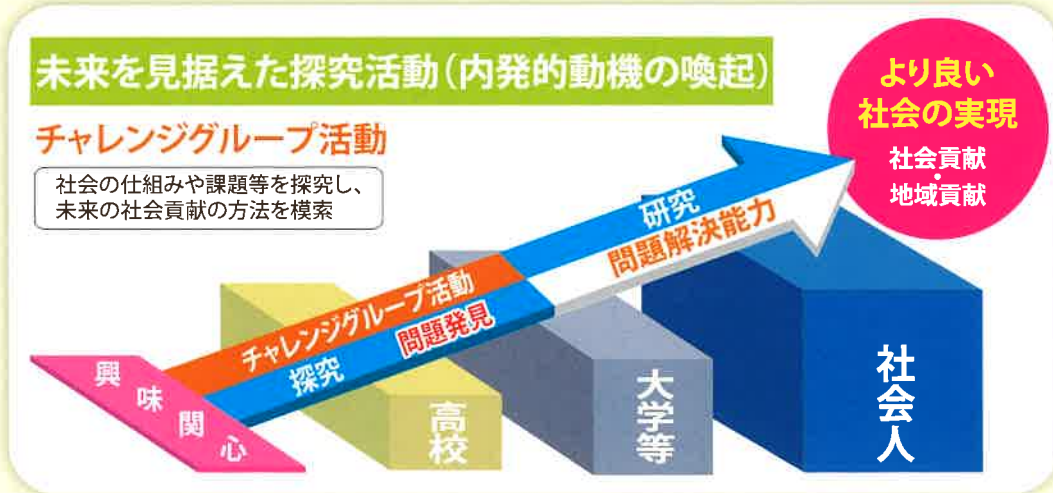 未来を見据えた探究活動(内発的動機の喚起)
チャレンジグループ活動
社会の仕組みや課題等を探究し、
未来の社会貢献の方法を模索
より良い
社会の実現
社会貢献
・
地域貢献
研究
問題解決能力
チャレンジグループ活動
探究 問題発見
興味関心
高校
大学等
社会人